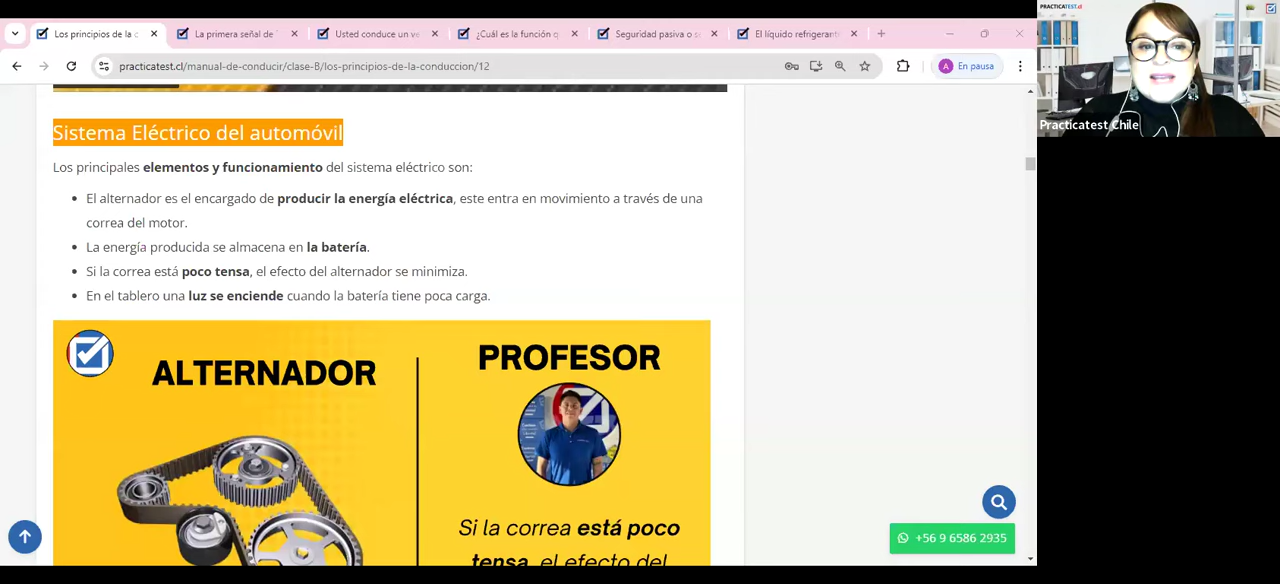 Los principios de la c
La primera señal de
Usted conduce un ve
¿Cuál es la función q
Seguridad pasiva o s
El líquido refrigerant
practicatest.cl/manual-de-conducir/clase-B/los-principios-de-la-conduccion/12
A
En pausa
PRACTICATEST.cl
Practicatest Chile
Sistema Eléctrico del automóvil
Los principales elementos y funcionamiento del sistema eléctrico son:
El alternador es el encargado de producir la energía eléctrica, este entra en movimiento a través de una
correa del motor.
La energía producida se almacena en la batería.
Si la correa está poco tensa, el efecto del alternador se minimiza.
En el tablero una luz se enciende cuando la batería tiene poca carga.
ALTERNADOR
PROFESOR
Si la correa está poco
tensa, el efecto del
+56 9 6586 2935